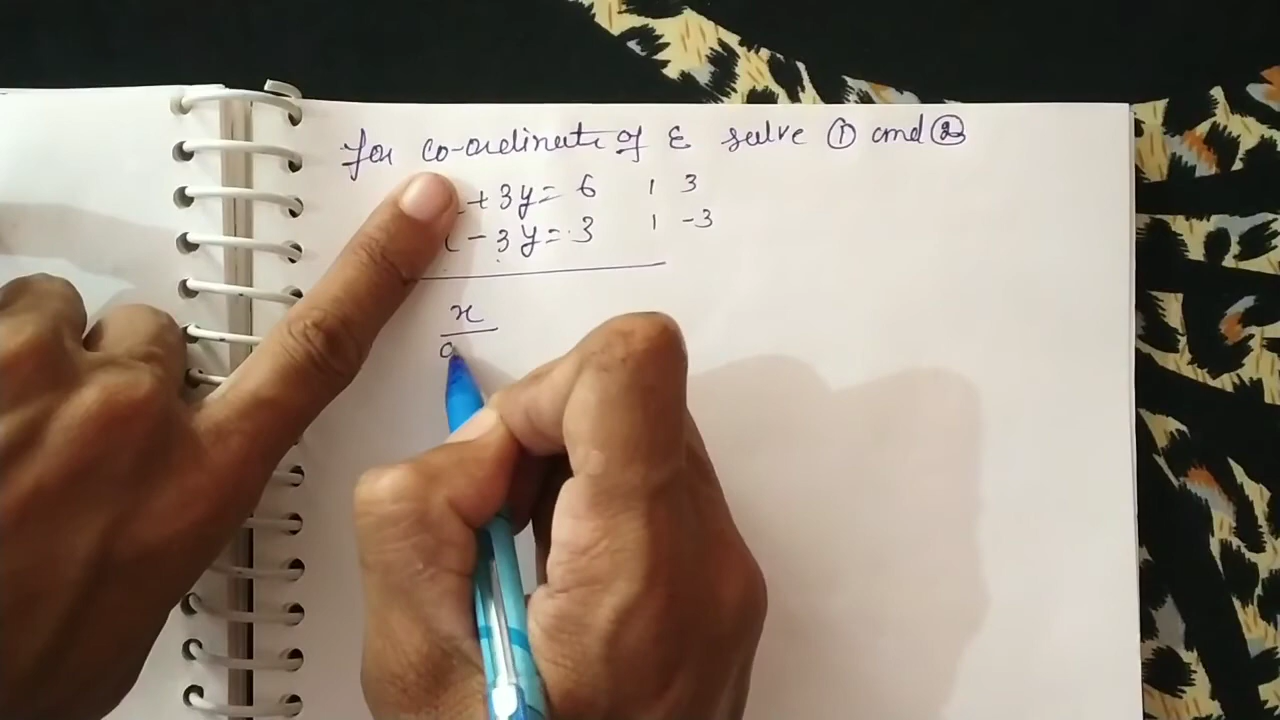 for co-ordinate of E solve ① and ②
+ 3y = 6 1 3
- 3y = 3 1 -3
x